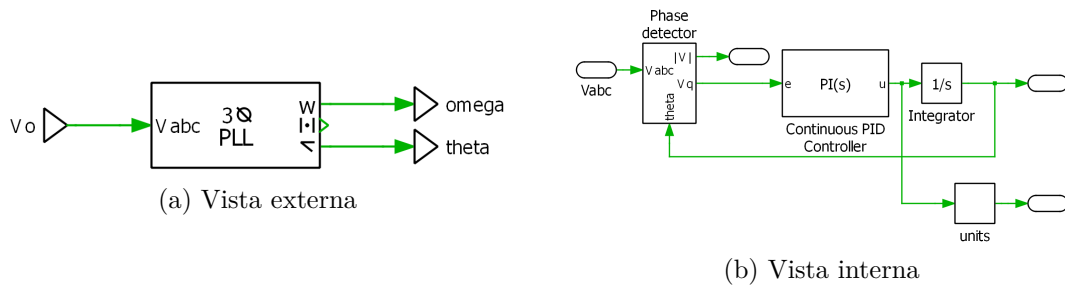 Vo
Vabc
3Ø
PLL
w
|·|
∠
omega
theta
(a) Vista externa
Phase
detector
Vabc
Vabc
|V|
Vq
theta
e
PI(s)
u
Continuous PID
Controller
1/s
Integrator
units
(b) Vista interna